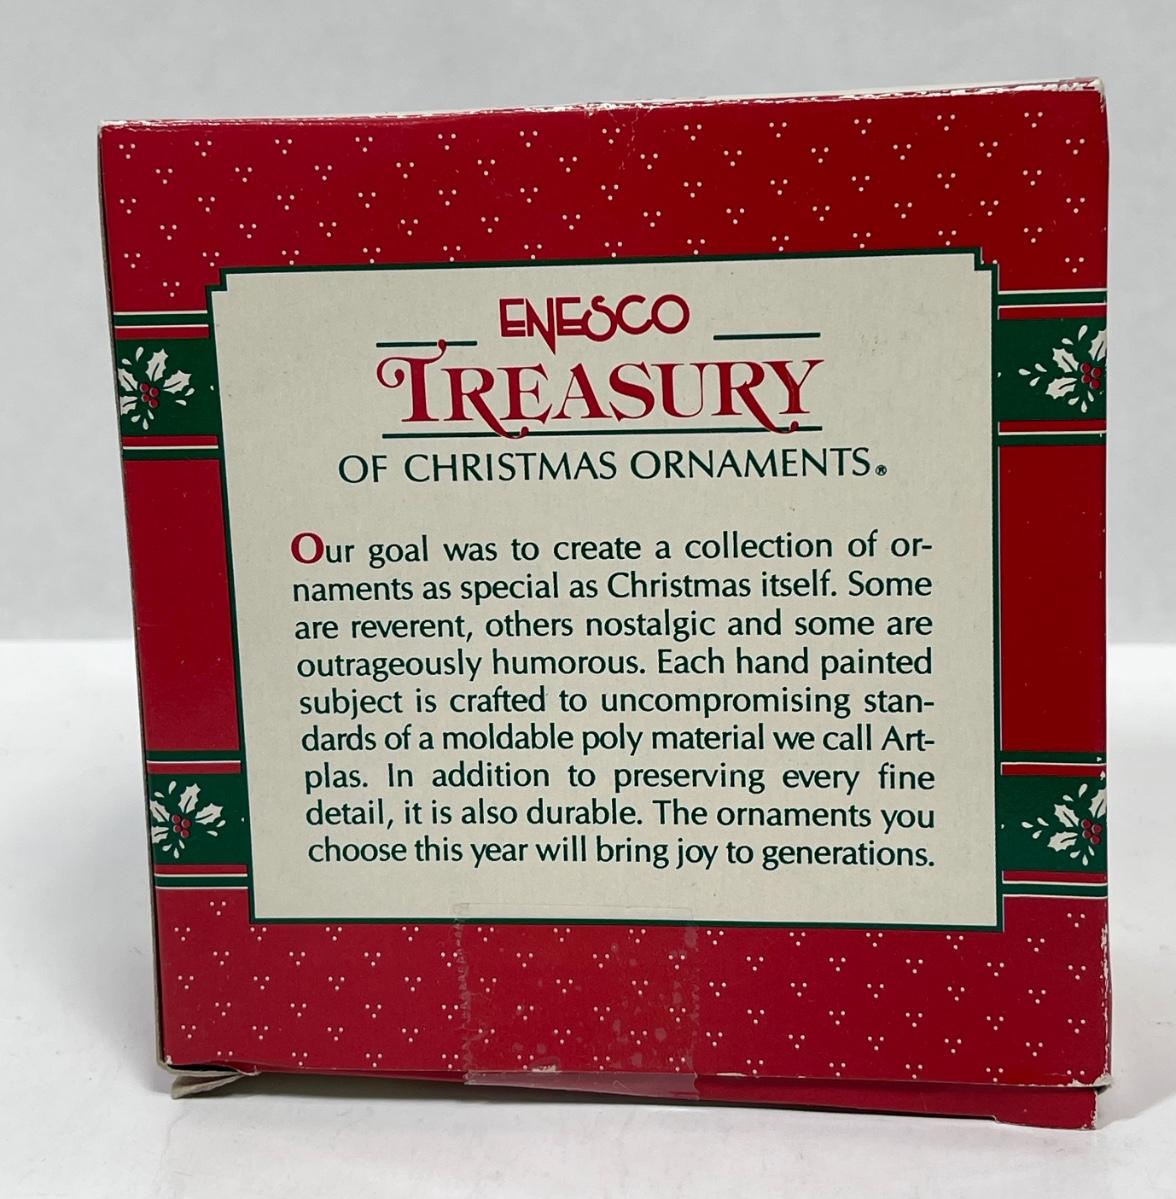 ENESCO
TREASURY
OF CHRISTMAS ORNAMENTS®
Our goal was to create a collection of or-
naments as special as Christmas itself. Some
are reverent, others nostalgic and some are
outrageously humorous. Each hand painted
subject is crafted to uncompromising stan-
dards of a moldable poly material we call Art-
plas. In addition to preserving every fine
detail, it is also durable. The ornaments you
choose this year will bring joy to generations.